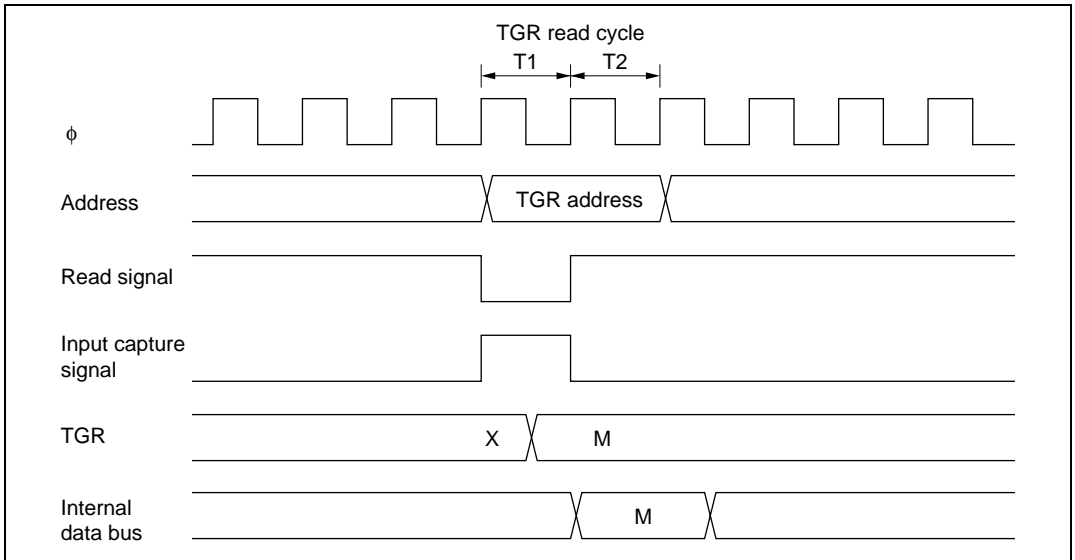 TGR read cycle
T1 T2
ϕ
Address
TGR address
Read signal
Input capture
signal
TGR
X M
Internal
data bus
M